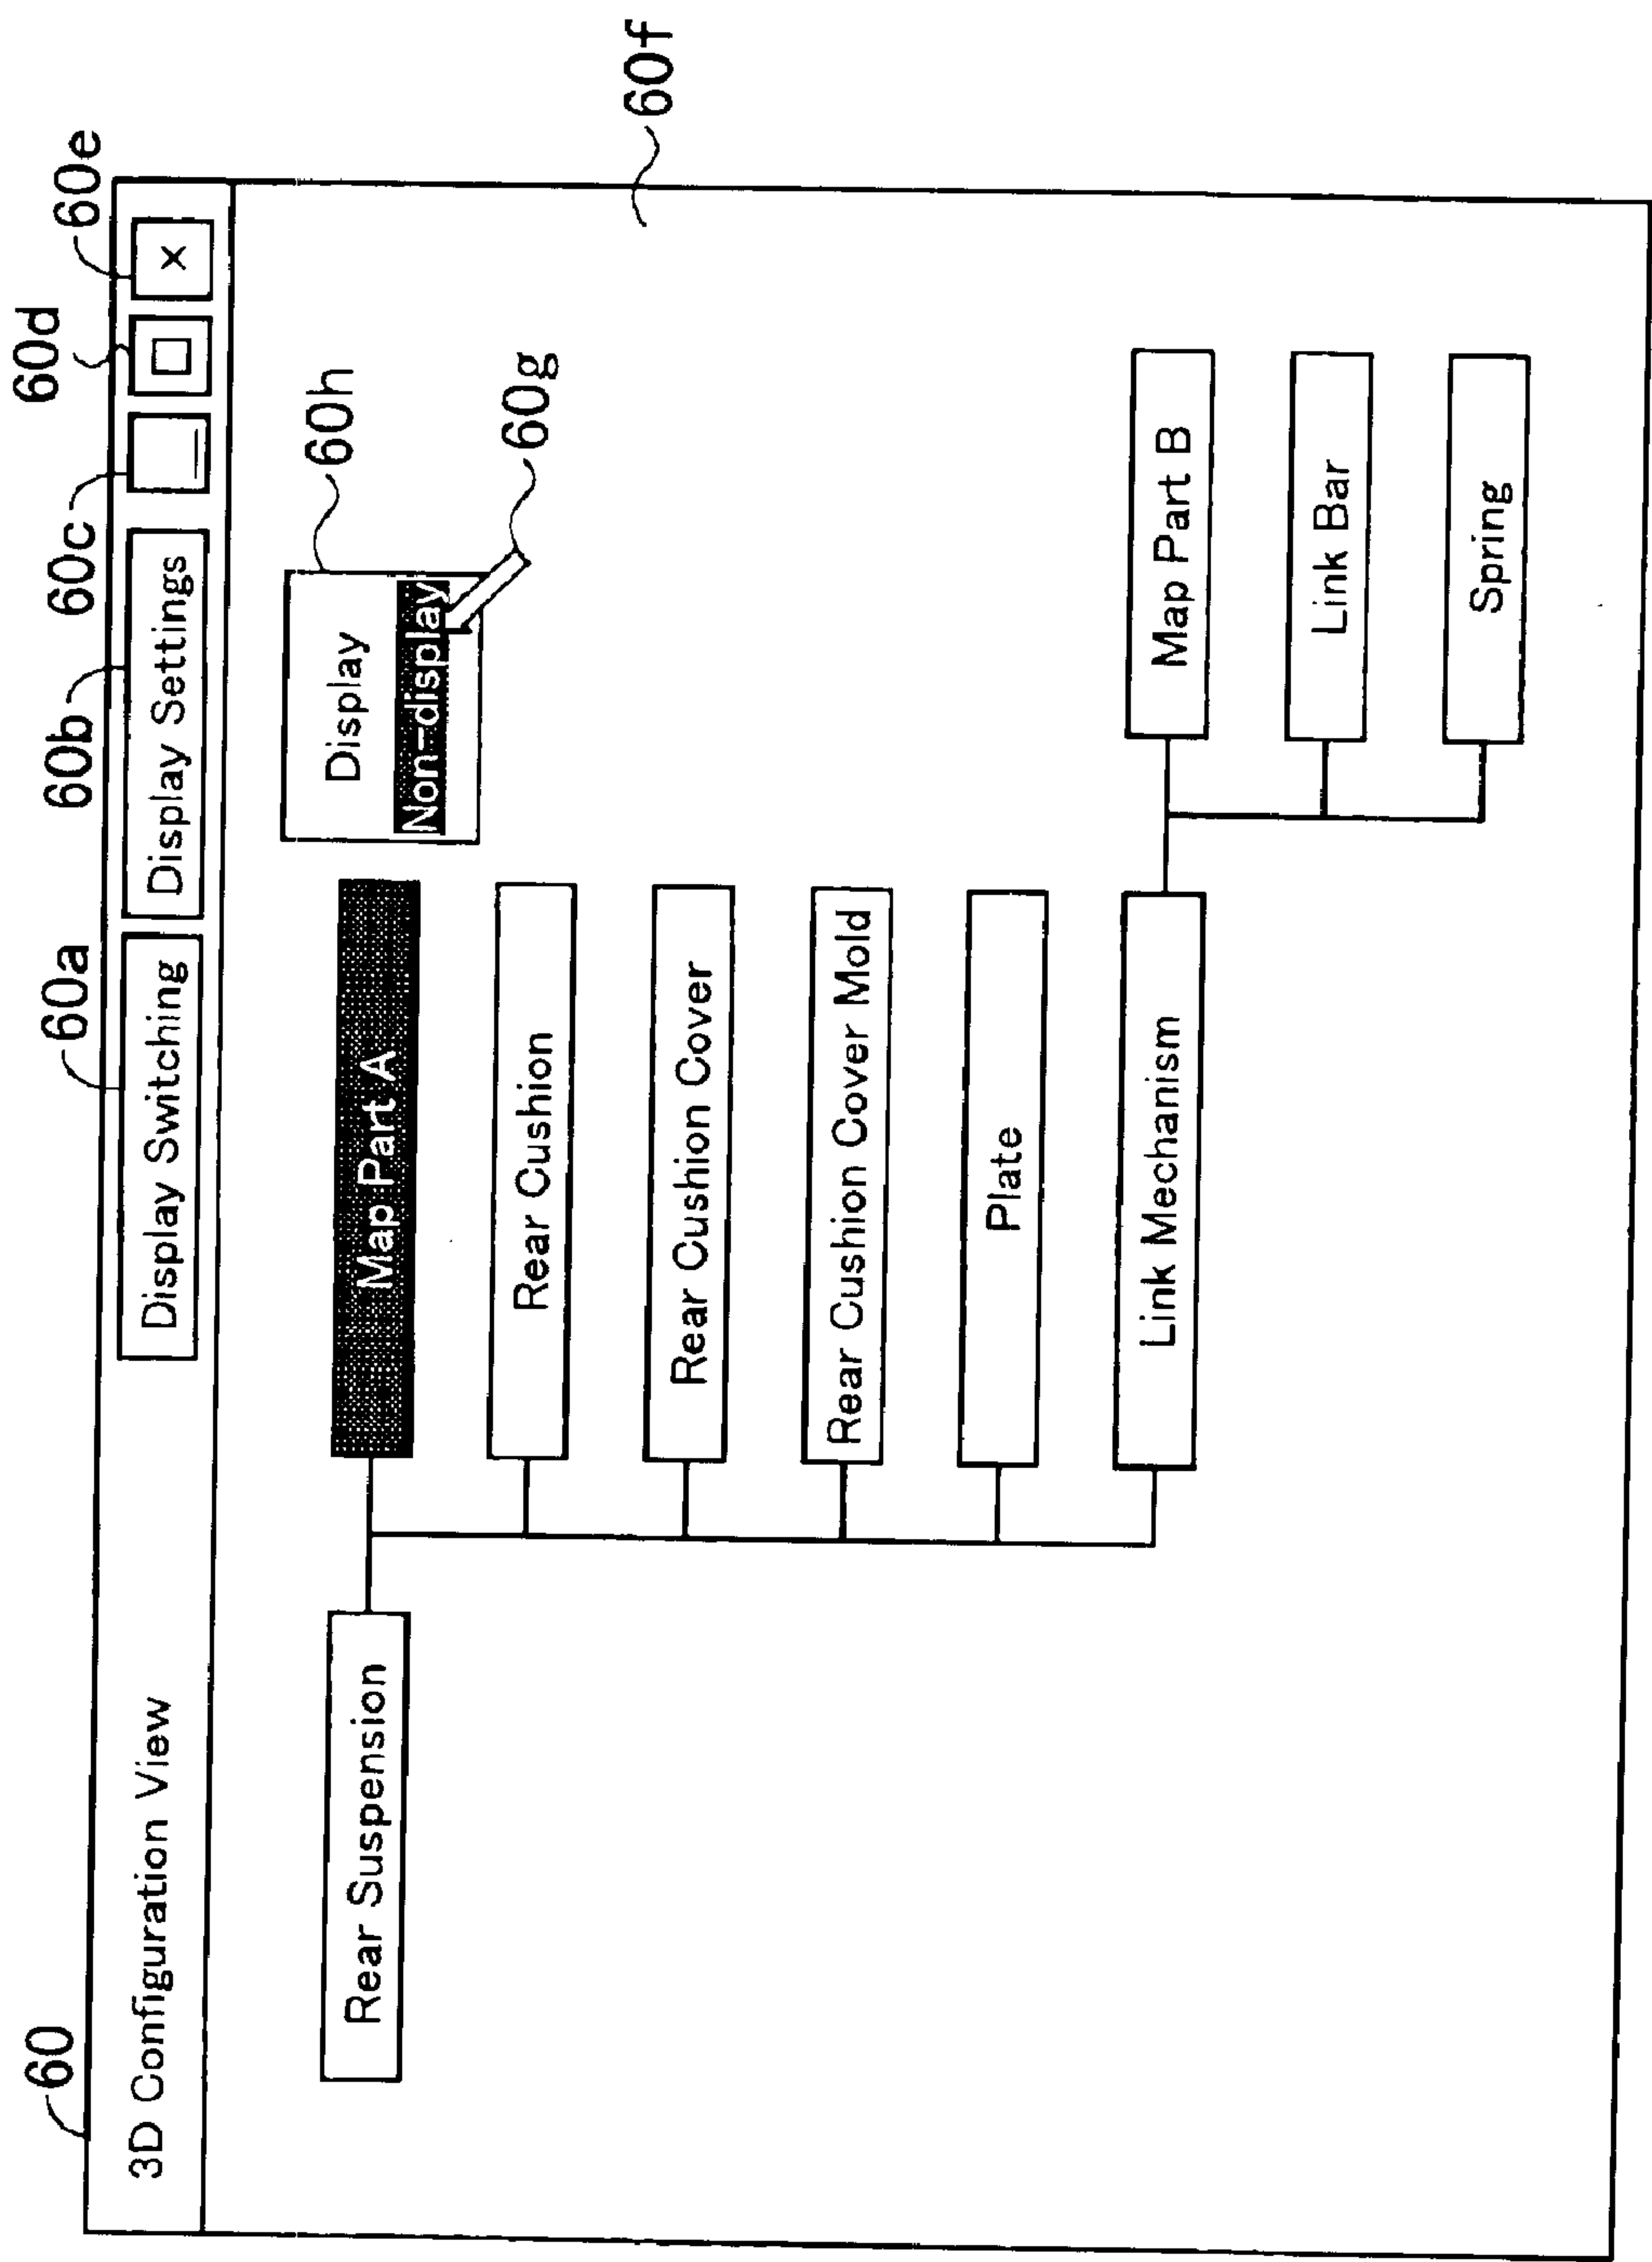 60
60a
60b
60c
60d
60e
3D Configuration View
Display Switching
Display Settings
×
60h
Display
Non-display
60g
60f
Rear Suspension
Map Part A
Rear Cushion
Rear Cushion Cover
Rear Cushion Cover Mold
Plate
Link Mechanism
Map Part B
Link Bar
Spring